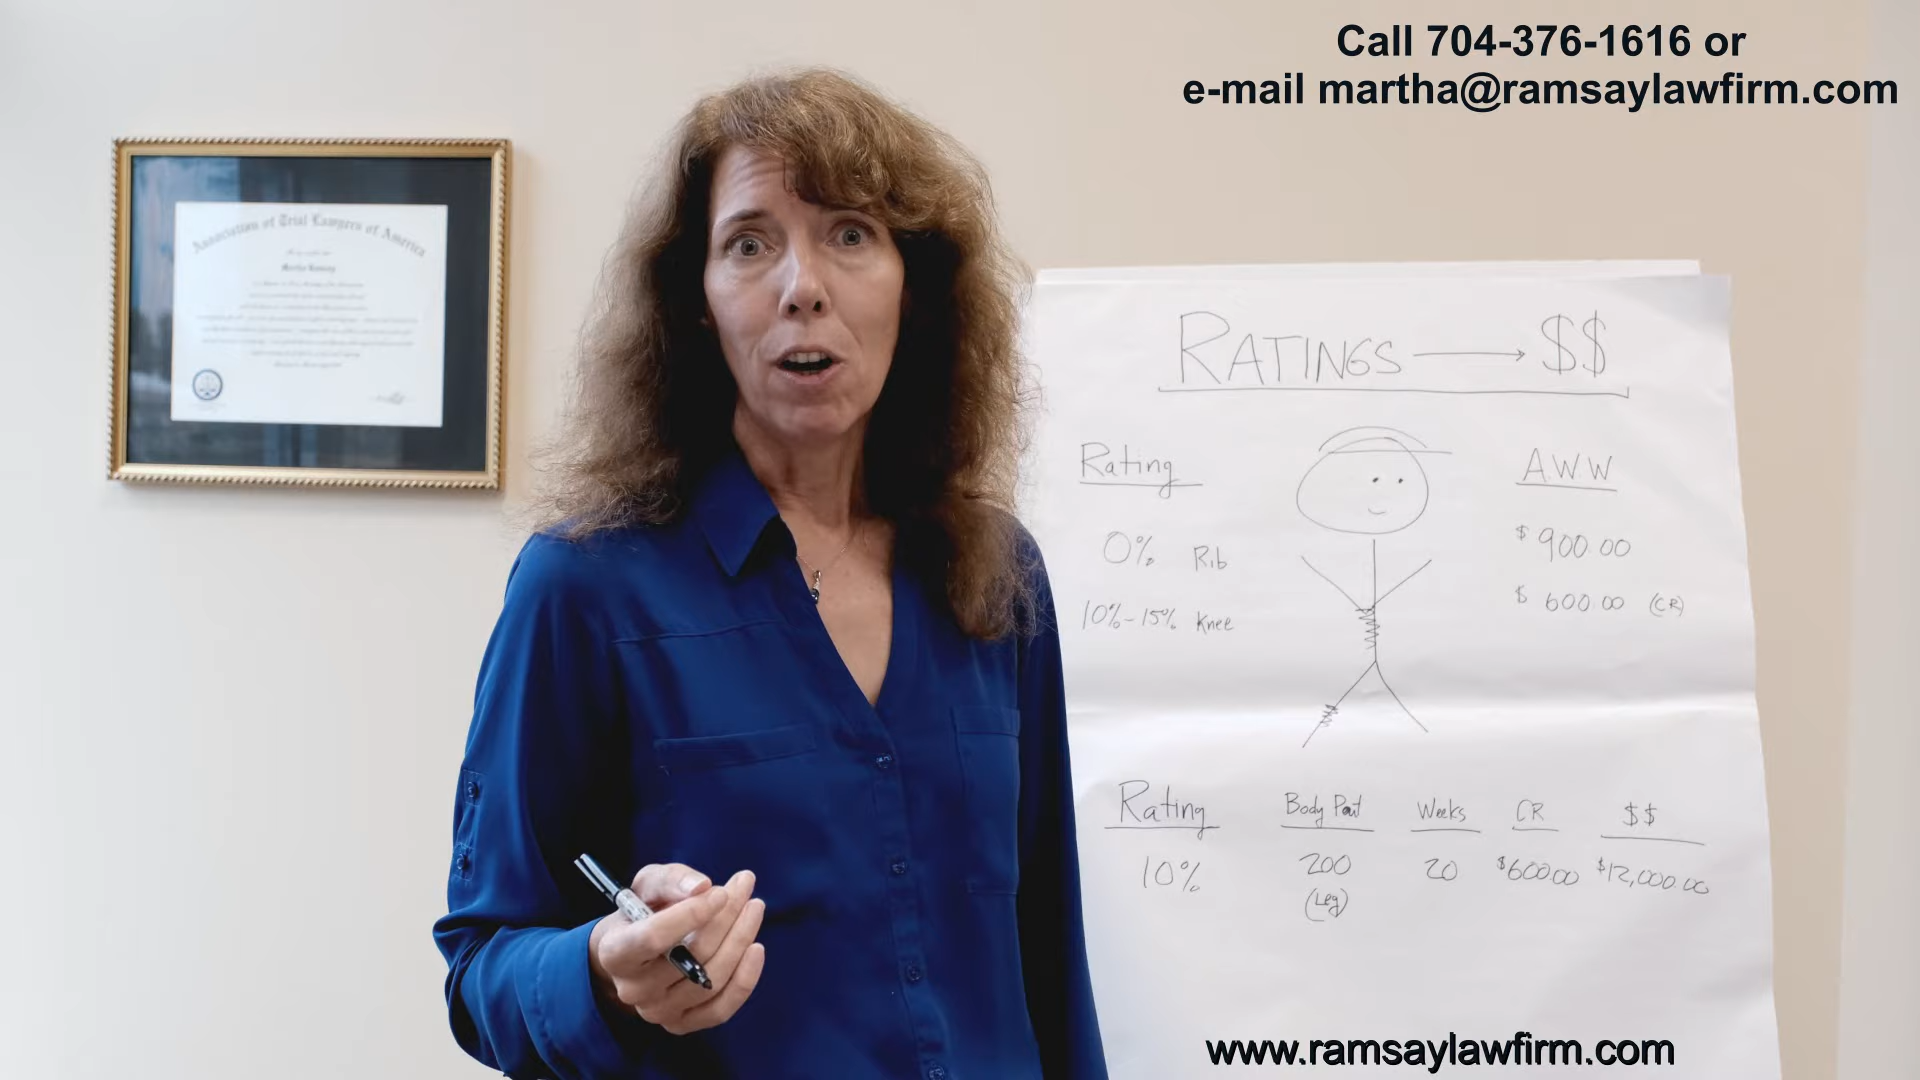 Call 704-376-1616 or
e-mail martha@ramsaylawfirm.com
Association of Trial Lawyers of America
Martha Ramsay
RATINGS → $$
Rating
A.W.W
0% Rib
$900.00
10%-15% Knee
$ 600.00 (CR)
Rating Body Part Weeks CR $$
10% 200 20 $600.00 $12,000.00
(Leg)
www.ramsaylawfirm.com